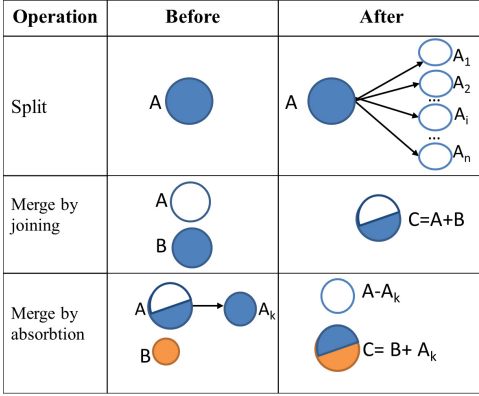 Operation Before After
Split A A A₁
A₂
...
Aᵢ
...
Aₙ
Merge by
joining
A
B
C=A+B
Merge by
absorbtion
A Aₖ
B
A-Aₖ
C= B+ Aₖ